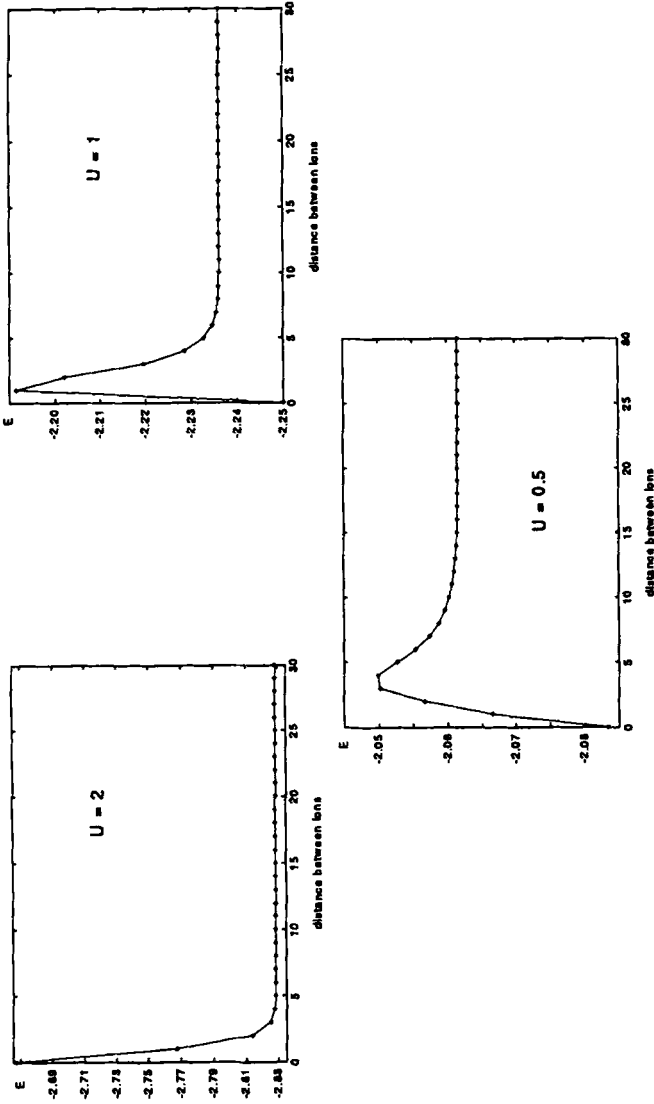 E
-2.69
-2.71
-2.73
-2.75
-2.77
-2.79
-2.81
-2.83
U = 2
0 5 10 15 20 25 30
distance between ions
E
-2.20
-2.21
-2.22
-2.23
-2.24
-2.25
U = 1
0 5 10 15 20 25 30
distance between ions
E
-2.05
-2.06
-2.07
-2.08
U = 0.5
0 5 10 15 20 25 30
distance between ions